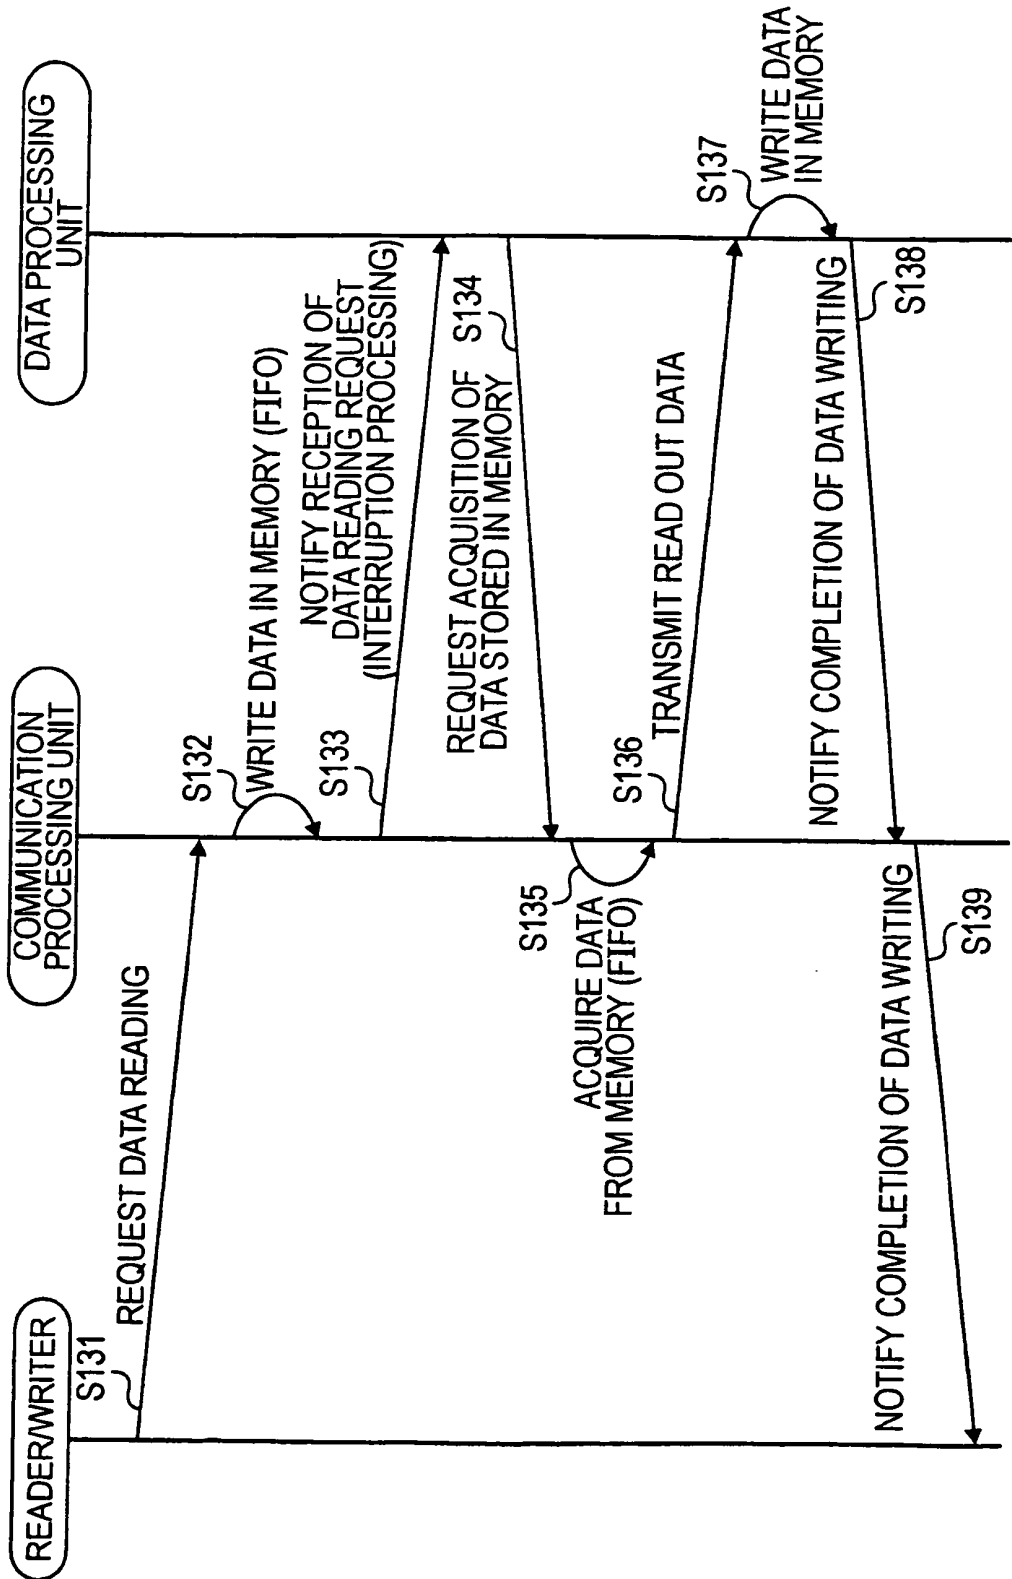 READER/WRITER
COMMUNICATION
PROCESSING UNIT
DATA PROCESSING
UNIT
S131
REQUEST DATA READING
S132
WRITE DATA IN MEMORY (FIFO)
S133
NOTIFY RECEPTION OF
DATA READING REQUEST
(INTERRUPTION PROCESSING)
REQUEST ACQUISITION OF
DATA STORED IN MEMORY
S134
S135
ACQUIRE DATA
FROM MEMORY (FIFO)
S136
TRANSMIT READ OUT DATA
S137
WRITE DATA
IN MEMORY
NOTIFY COMPLETION OF DATA WRITING
S138
NOTIFY COMPLETION OF DATA WRITING
S139